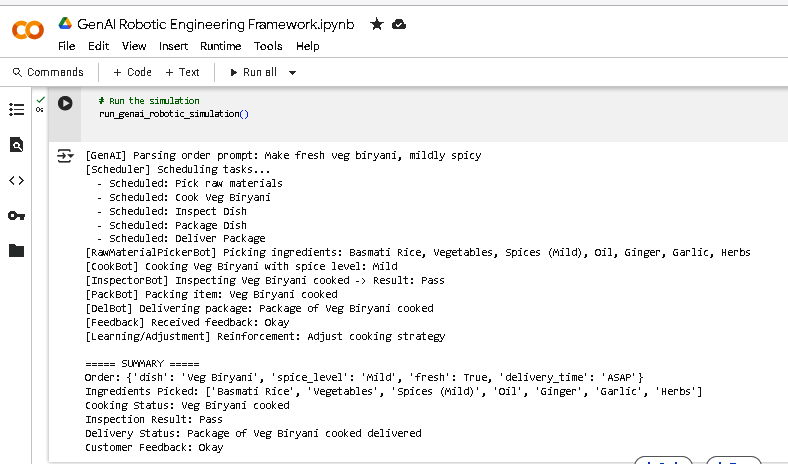 GenAI Robotic Engineering Framework.ipynb
File Edit View Insert Runtime Tools Help
Commands + Code + Text Run all
0s
# Run the simulation
run_genai_robotic_simulation()
[GenAI] Parsing order prompt: Make fresh veg biryani, mildly spicy
[Scheduler] Scheduling tasks...
- Scheduled: Pick raw materials
- Scheduled: Cook Veg Biryani
- Scheduled: Inspect Dish
- Scheduled: Package Dish
- Scheduled: Deliver Package
[RawMaterialPickerBot] Picking ingredients: Basmati Rice, Vegetables, Spices (Mild), Oil, Ginger, Garlic, Herbs
[CookBot] Cooking Veg Biryani with spice level: Mild
[InspectorBot] Inspecting Veg Biryani cooked -> Result: Pass
[PackBot] Packing item: Veg Biryani cooked
[DelBot] Delivering package: Package of Veg Biryani cooked
[Feedback] Received feedback: Okay
[Learning/Adjustment] Reinforcement: Adjust cooking strategy
===== SUMMARY =====
Order: {'dish': 'Veg Biryani', 'spice_level': 'Mild', 'fresh': True, 'delivery_time': 'ASAP'}
Ingredients Picked: ['Basmati Rice', 'Vegetables', 'Spices (Mild)', 'Oil', 'Ginger', 'Garlic', 'Herbs']
Cooking Status: Veg Biryani cooked
Inspection Result: Pass
Delivery Status: Package of Veg Biryani cooked delivered
Customer Feedback: Okay